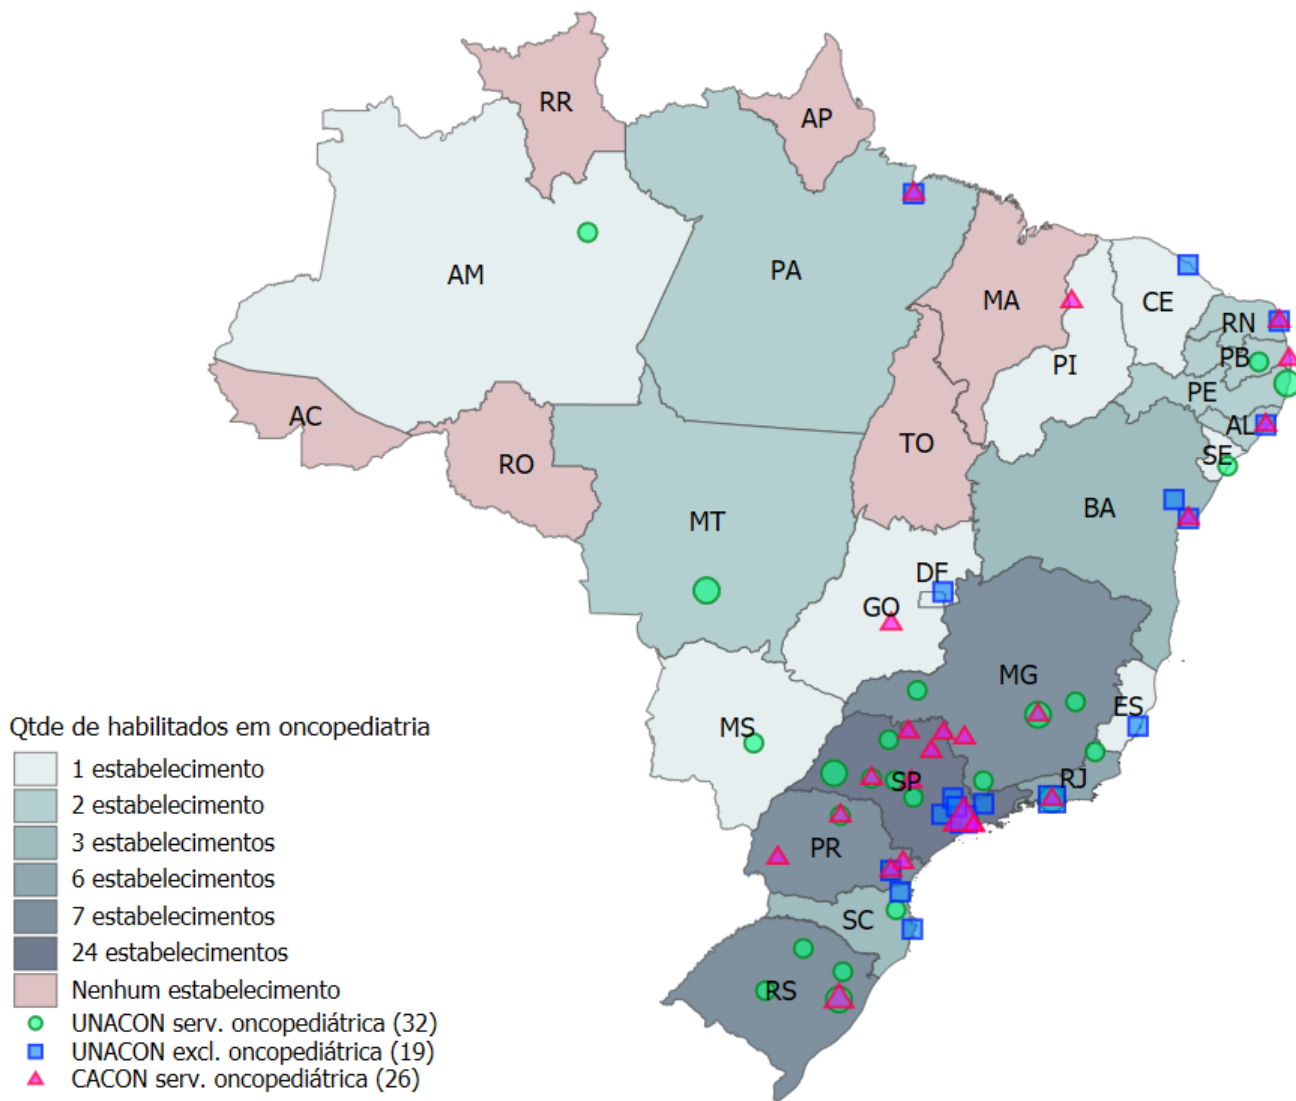 RR
AP
AM
PA
MA
CE
RN
PB
PI
PE
AC
AL
TO
SE
RO
BA
MT
DF
GO
MG
ES
MS
RJ
SP
PR
SC
RS
Qtde de habilitados em oncopediatria
1 estabelecimento
2 estabelecimento
3 estabelecimentos
6 estabelecimentos
7 estabelecimentos
24 estabelecimentos
Nenhum estabelecimento
UNACON serv. oncopediátrica (32)
UNACON excl. oncopediátrica (19)
CACON serv. oncopediátrica (26)